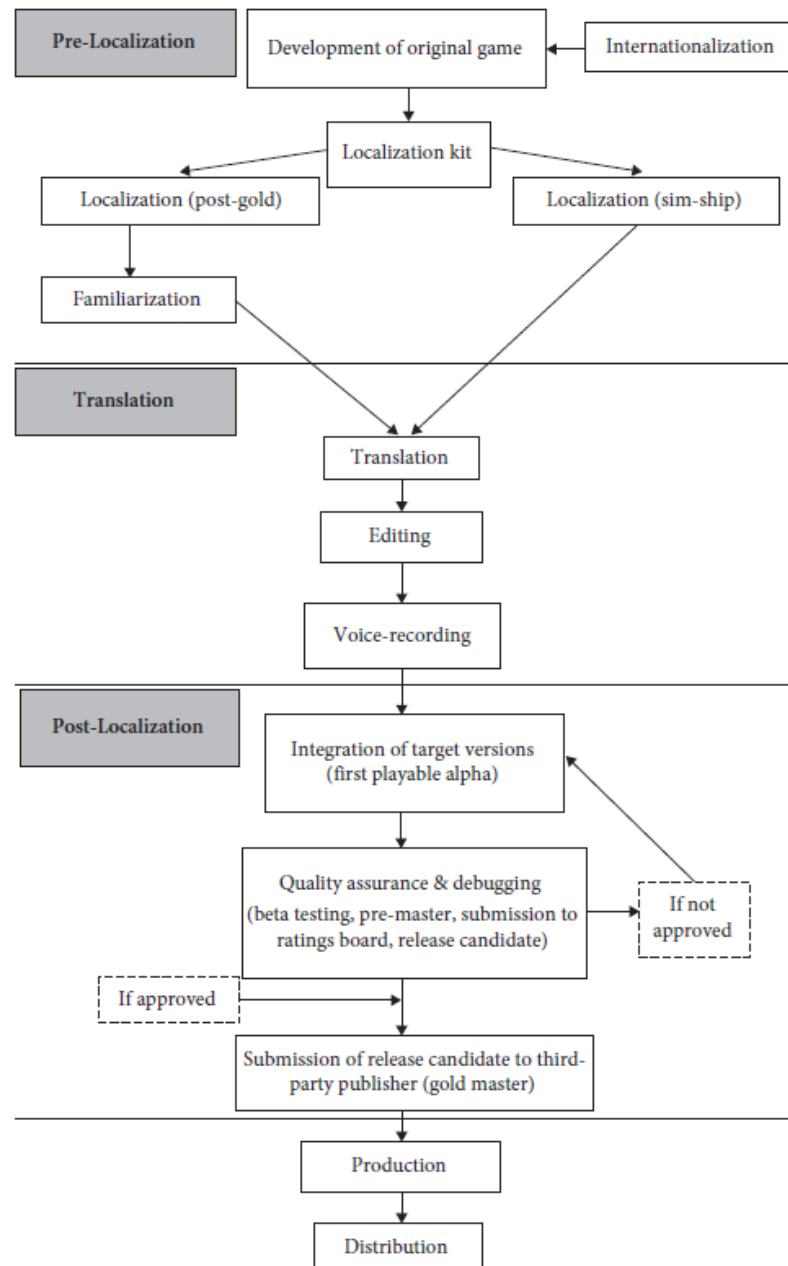 Pre-Localization
Development of original game
Internationalization
Localization kit
Localization (post-gold)
Localization (sim-ship)
Familiarization
Translation
Translation
Editing
Voice-recording
Post-Localization
Integration of target versions
(first playable alpha)
Quality assurance & debugging
(beta testing, pre-master, submission to
ratings board, release candidate)
If not
approved
If approved
Submission of release candidate to third-
party publisher (gold master)
Production
Distribution